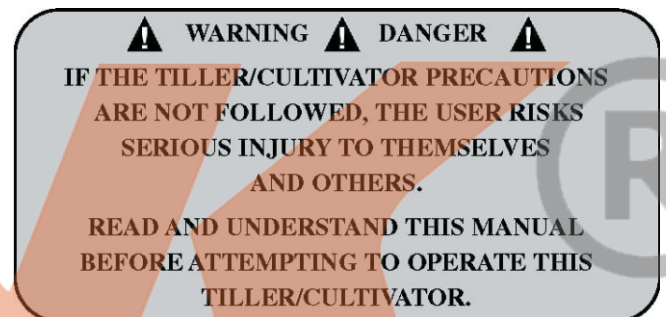 WARNING DANGER
IF THE TILLER/CULTIVATOR PRECAUTIONS
ARE NOT FOLLOWED, THE USER RISKS
SERIOUS INJURY TO THEMSELVES
AND OTHERS.
READ AND UNDERSTAND THIS MANUAL
BEFORE ATTEMPTING TO OPERATE THIS
TILLER/CULTIVATOR.